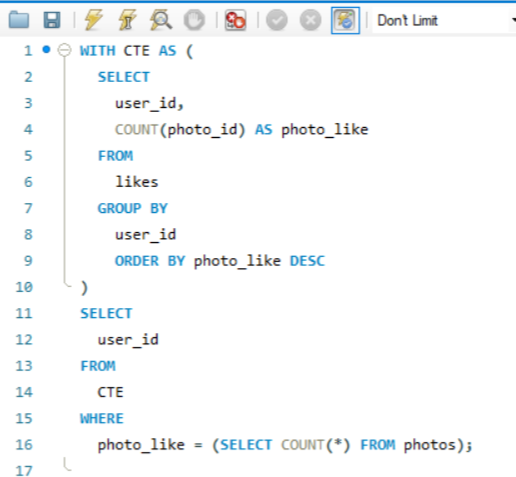 Don't Limit
1 WITH CTE AS (
2 SELECT
3 user_id,
4 COUNT(photo_id) AS photo_like
5 FROM
6 likes
7 GROUP BY
8 user_id
9 ORDER BY photo_like DESC
10 )
11 SELECT
12 user_id
13 FROM
14 CTE
15 WHERE
16 photo_like = (SELECT COUNT(*) FROM photos);
17